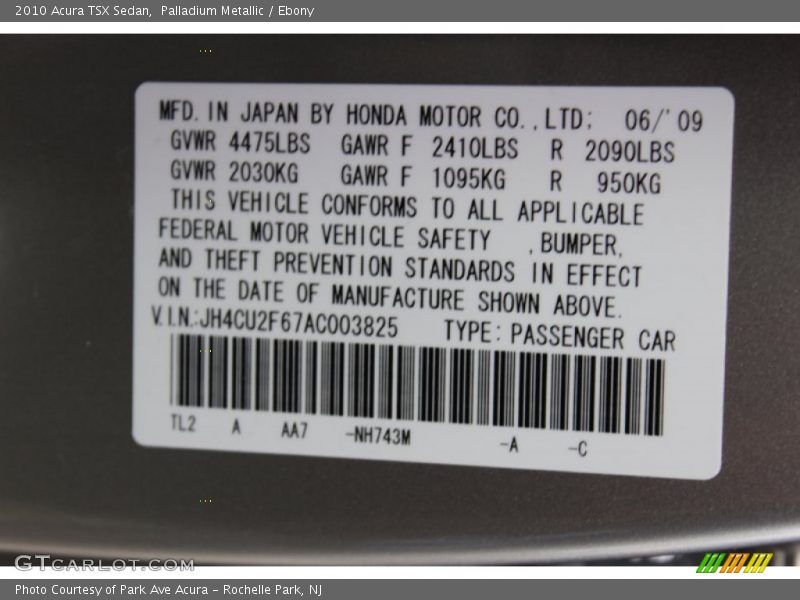 2010 Acura TSX Sedan,  Palladium Metallic / Ebony
MFD. IN JAPAN BY HONDA MOTOR CO.,LTD; 06/'09
GVWR 4475LBS GAWR F 2410LBS R 2090LBS
GVWR 2030KG GAWR F 1095KG R 950KG
THIS VEHICLE CONFORMS TO ALL APPLICABLE
FEDERAL MOTOR VEHICLE SAFETY ,BUMPER,
AND THEFT PREVENTION STANDARDS IN EFFECT
ON THE DATE OF MANUFACTURE SHOWN ABOVE.
V.I.N.:JH4CU2F67AC003825 TYPE: PASSENGER CAR
TL2 A AA7 -NH743M -A -C
GTCARLOT.COM
Photo Courtesy of Park Ave Acura - Rochelle Park, NJ